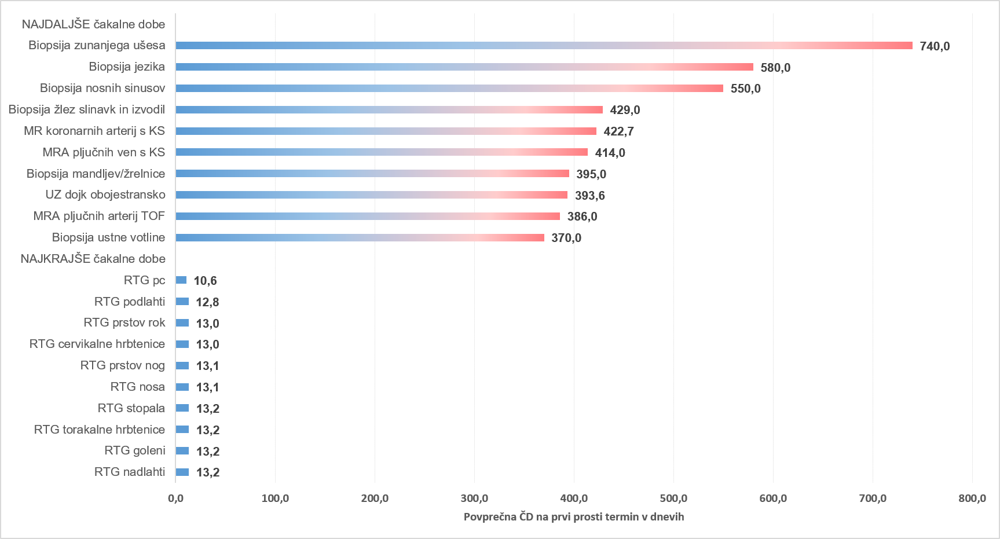 NAJDALJŠE čakalne dobe
Biopsija zunanjega ušesa 740,0
Biopsija jezika 580,0
Biopsija nosnih sinusov 550,0
Biopsija žlez slinavk in izvodil 429,0
MR koronarnih arterij s KS 422,7
MRA pljučnih ven s KS 414,0
Biopsija mandljev/žrelnice 395,0
UZ dojk obojestransko 393,6
MRA pljučnih arterij TOF 386,0
Biopsija ustne votline 370,0
NAJKRAJŠE čakalne dobe
RTG pc 10,6
RTG podlahti 12,8
RTG prstov rok 13,0
RTG cervikalne hrbtenice 13,0
RTG prstov nog 13,1
RTG nosa 13,1
RTG stopala 13,2
RTG torakalne hrbtenice 13,2
RTG goleni 13,2
RTG nadlahti 13,2
0,0 100,0 200,0 300,0 400,0 500,0 600,0 700,0 800,0
Povprečna ČD na prvi prosti termin v dnevih